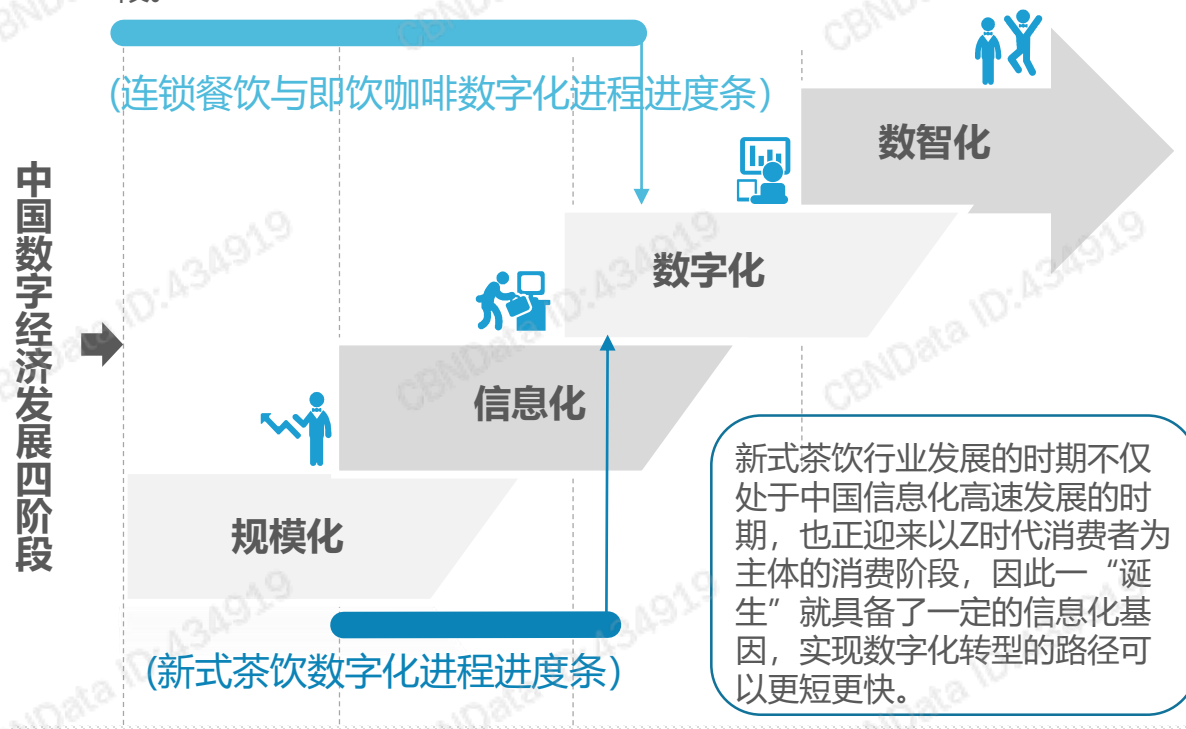 (连锁餐饮与即饮咖啡数字化进程进度条)
数智化
中国数字经济发展四阶段
数字化
信息化
规模化
新式茶饮行业发展的时期不仅
处于中国信息化高速发展的时
期，也正迎来以Z时代消费者为
主体的消费阶段，因此一“诞
生”就具备了一定的信息化基
因，实现数字化转型的路径可
以更短更快。
(新式茶饮数字化进程进度条)
CBNData ID:434919